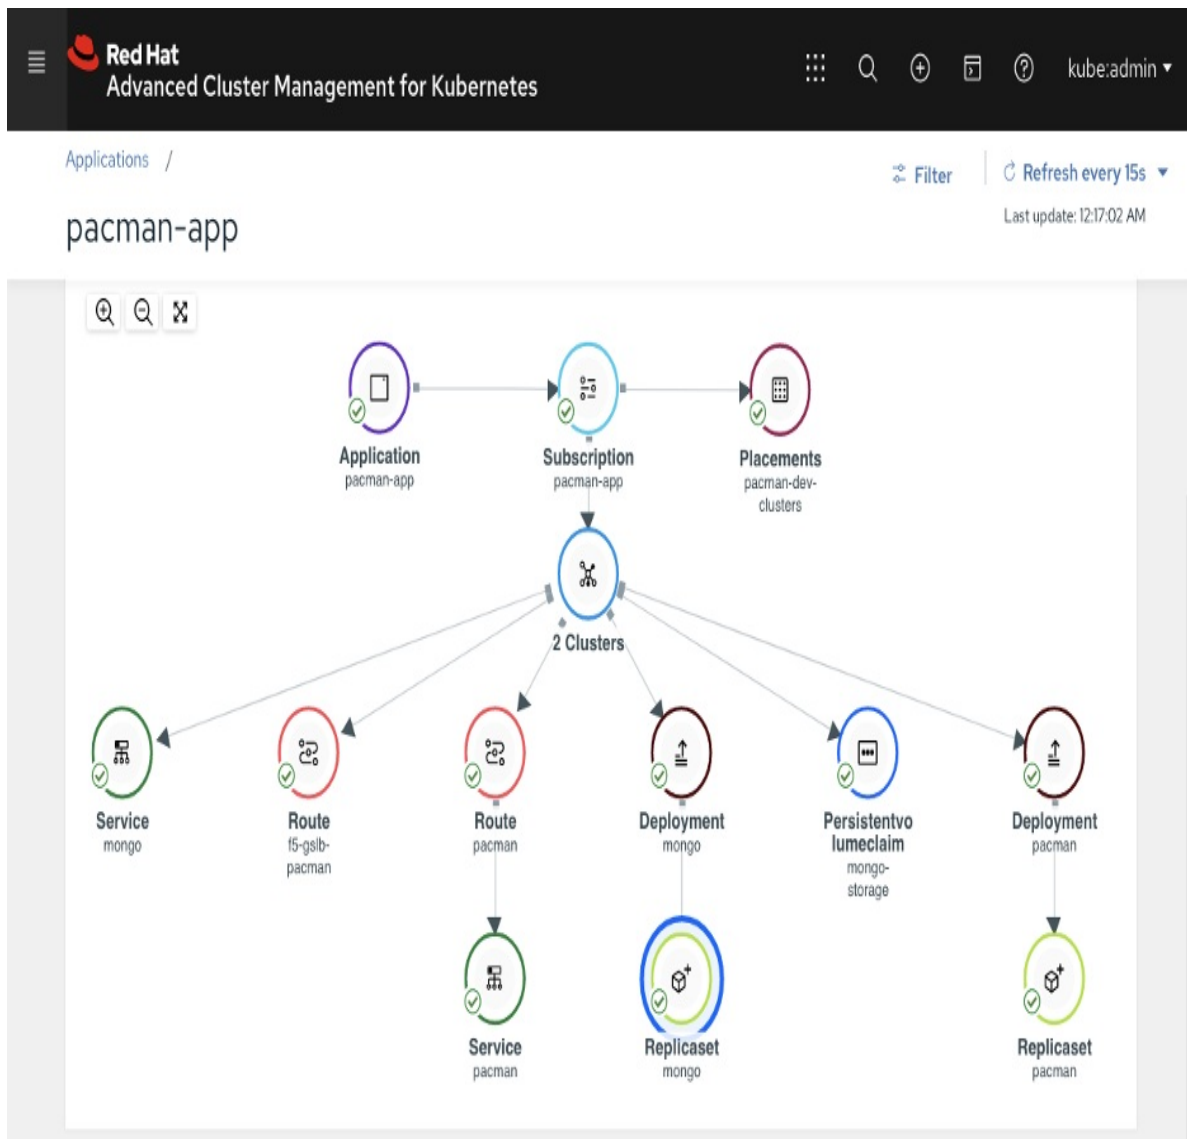 Red Hat
Advanced Cluster Management for Kubernetes
kube:admin
Applications /
Filter
Refresh every 15s
Last update: 12:17:02 AM
pacman-app
Application
pacman-app
Subscription
pacman-app
Placements
pacman-dev-
clusters
2 Clusters
Service
mongo
Route
f5-gslb-
pacman
Route
pacman
Deployment
mongo
Persistentvo
lumeclaim
mongo-
storage
Deployment
pacman
Service
pacman
Replicaset
mongo
Replicaset
pacman